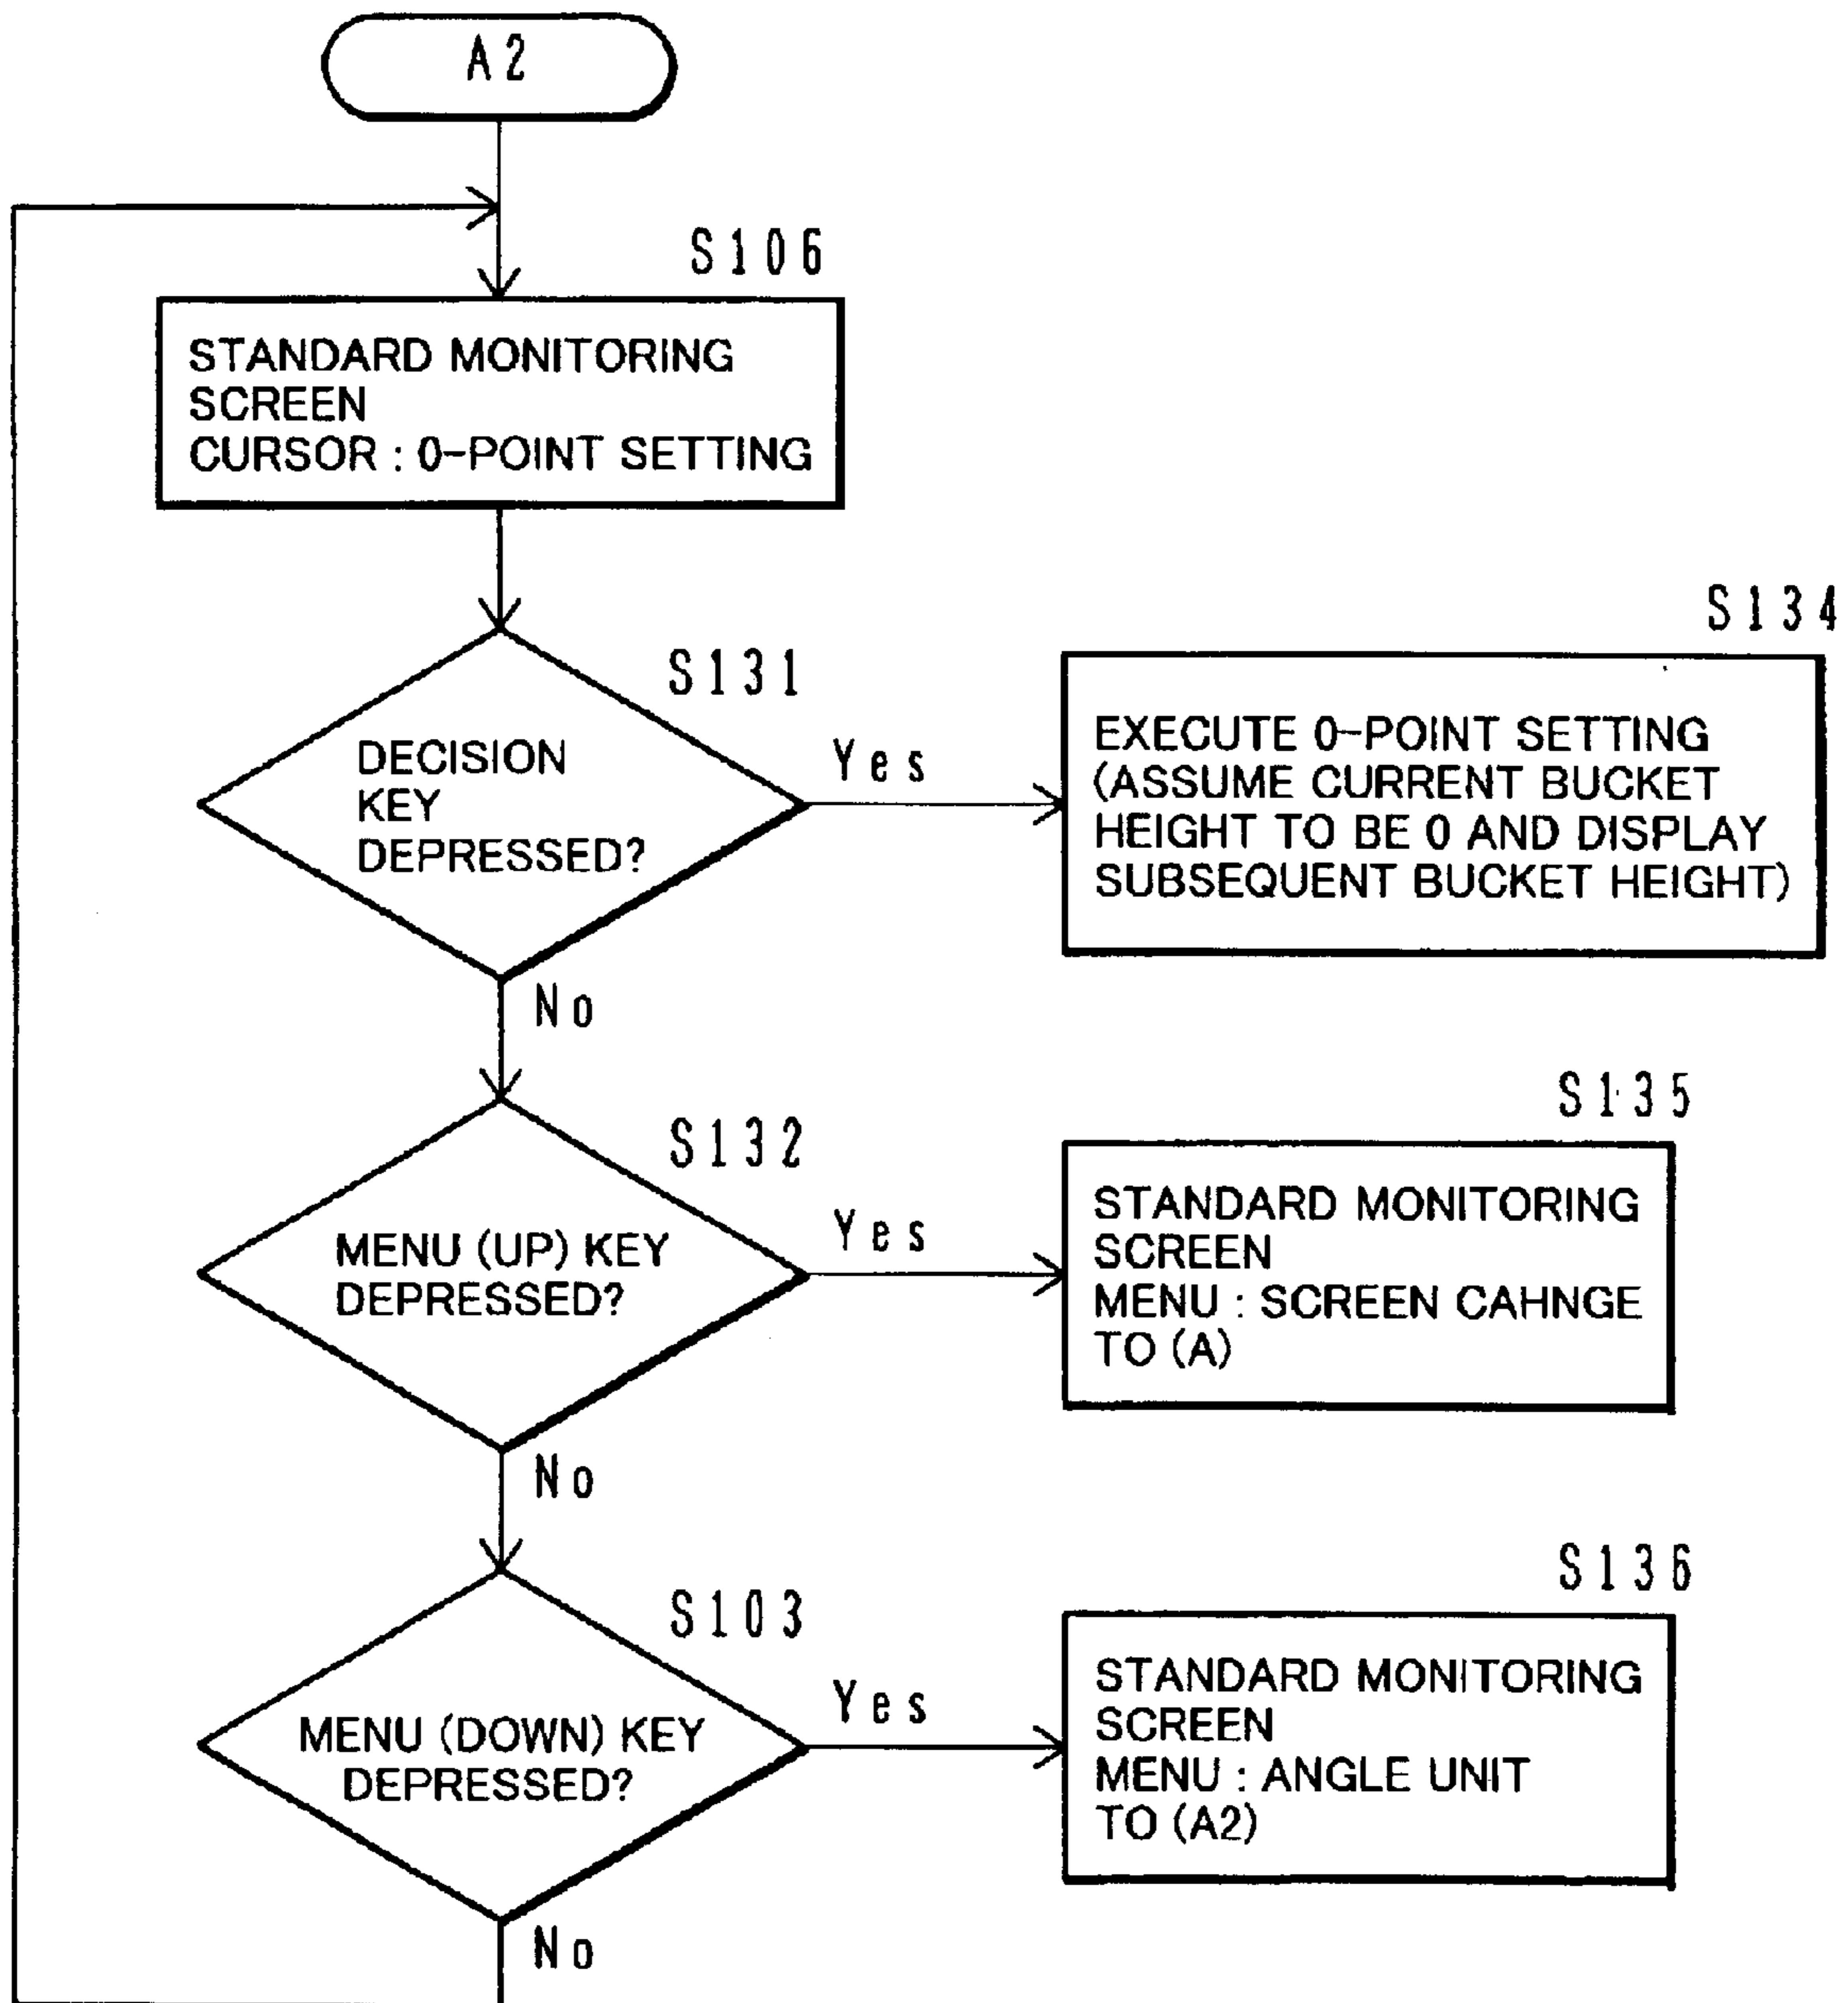 A2
S106
STANDARD MONITORING
SCREEN
CURSOR : 0-POINT SETTING
S131
DECISION
KEY
DEPRESSED?
Yes
No
S134
EXECUTE 0-POINT SETTING
(ASSUME CURRENT BUCKET
HEIGHT TO BE 0 AND DISPLAY
SUBSEQUENT BUCKET HEIGHT)
S132
MENU (UP) KEY
DEPRESSED?
Yes
No
S135
STANDARD MONITORING
SCREEN
MENU : SCREEN CAHNGE
TO (A)
S103
MENU (DOWN) KEY
DEPRESSED?
Yes
No
S136
STANDARD MONITORING
SCREEN
MENU : ANGLE UNIT
TO (A2)